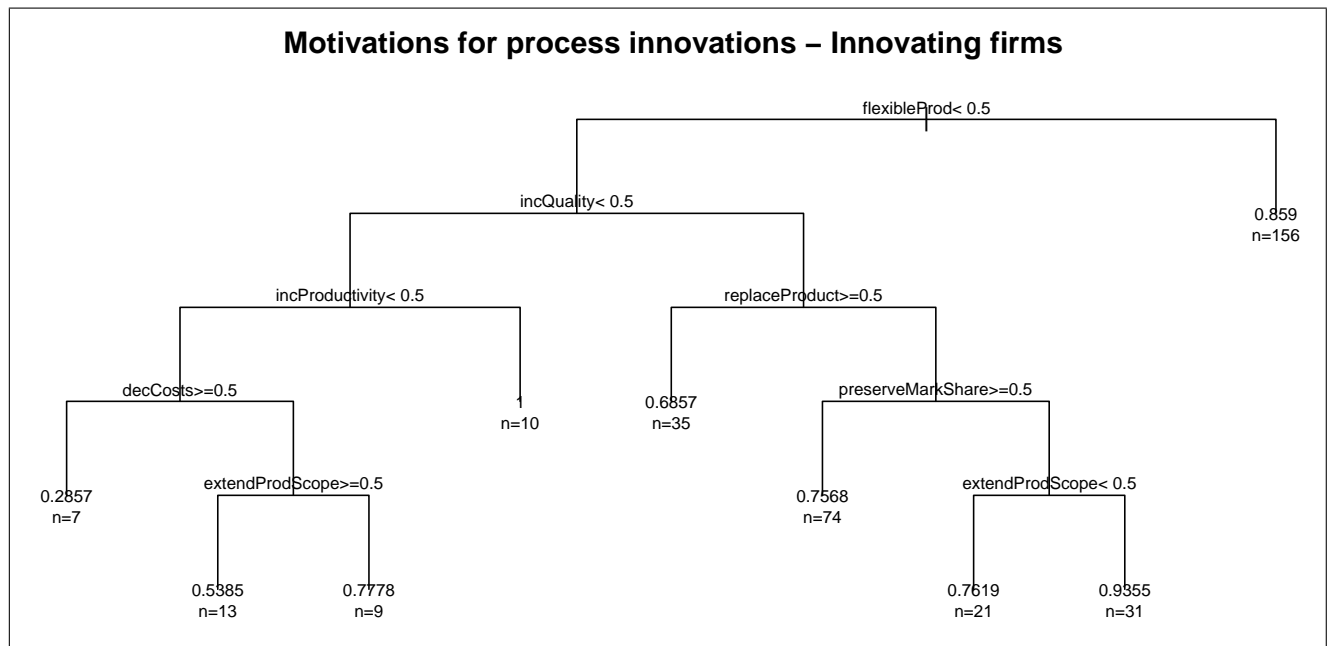 Motivations for process innovations – Innovating firms
flexibleProd< 0.5
incQuality< 0.5
0.859
n=156
incProductivity< 0.5
replaceProduct>=0.5
decCosts>=0.5
1
n=10
0.6857
n=35
preserveMarkShare>=0.5
0.2857
n=7
extendProdScope>=0.5
0.7568
n=74
extendProdScope< 0.5
0.5385
n=13
0.7778
n=9
0.7619
n=21
0.9355
n=31